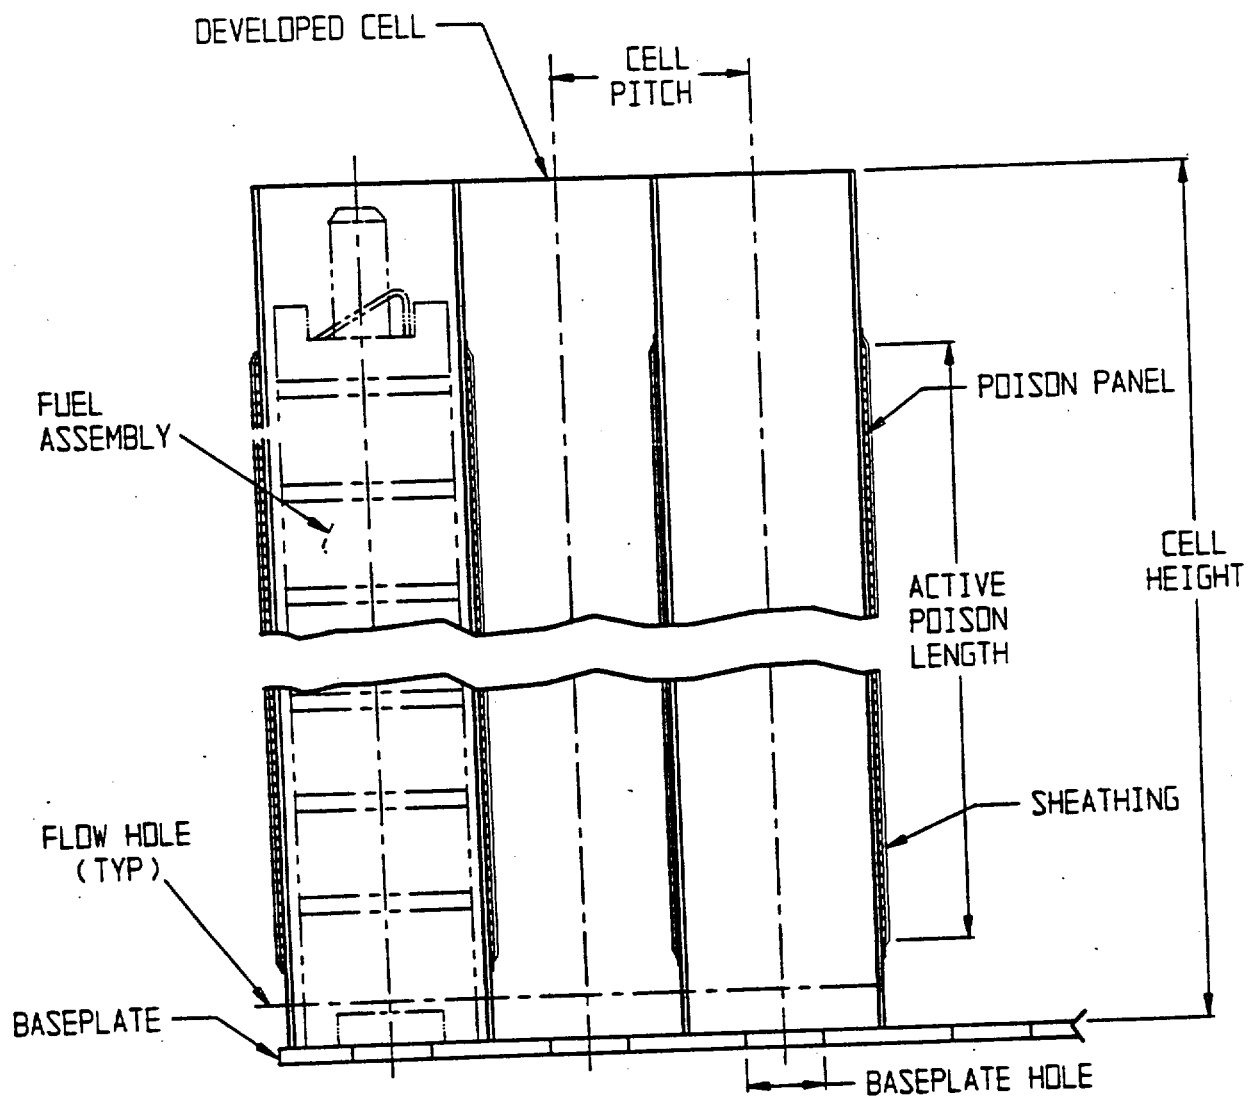 DEVELOPED CELL
CELL
PITCH
POISON PANEL
FUEL
ASSEMBLY
CELL
HEIGHT
ACTIVE
POISON
LENGTH
SHEATHING
FLOW HOLE
(TYP)
BASEPLATE
BASEPLATE HOLE